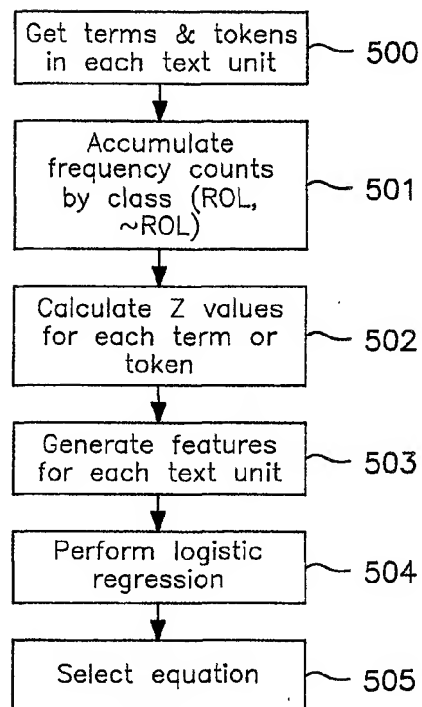 Get terms & tokens
in each text unit
500
Accumulate
frequency counts
by class (ROL,
~ROL)
501
Calculate Z values
for each term or
token
502
Generate features
for each text unit
503
Perform logistic
regression
504
Select equation
505